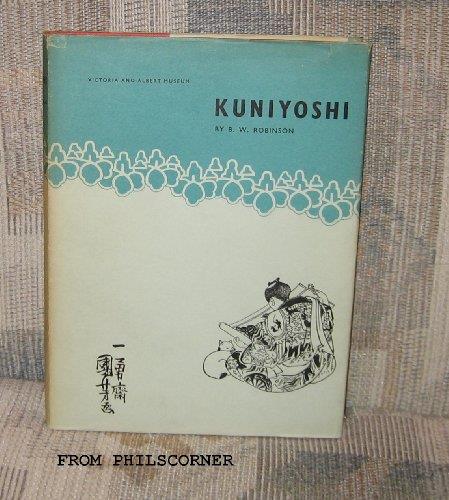 VICTORIA AND ALBERT MUSEUM
KUNIYOSHI
BY B. W. ROBINSON
一勇齋
國芳画
FROM PHILSCORNER